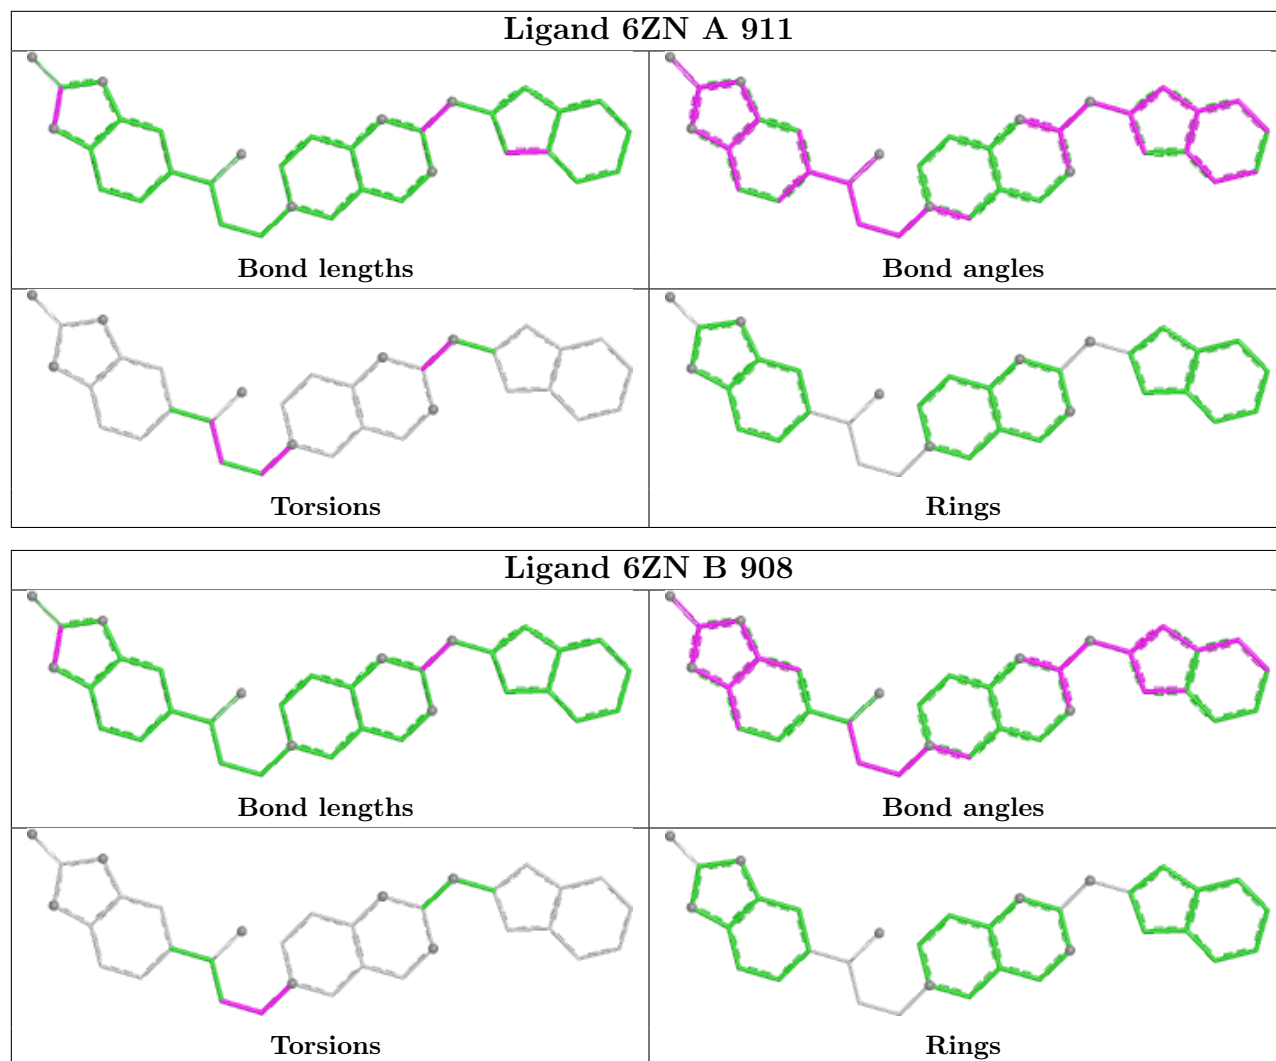 Ligand 6ZN A 911
Bond lengths
Bond angles
Torsions
Rings
Ligand 6ZN B 908
Bond lengths
Bond angles
Torsions
Rings